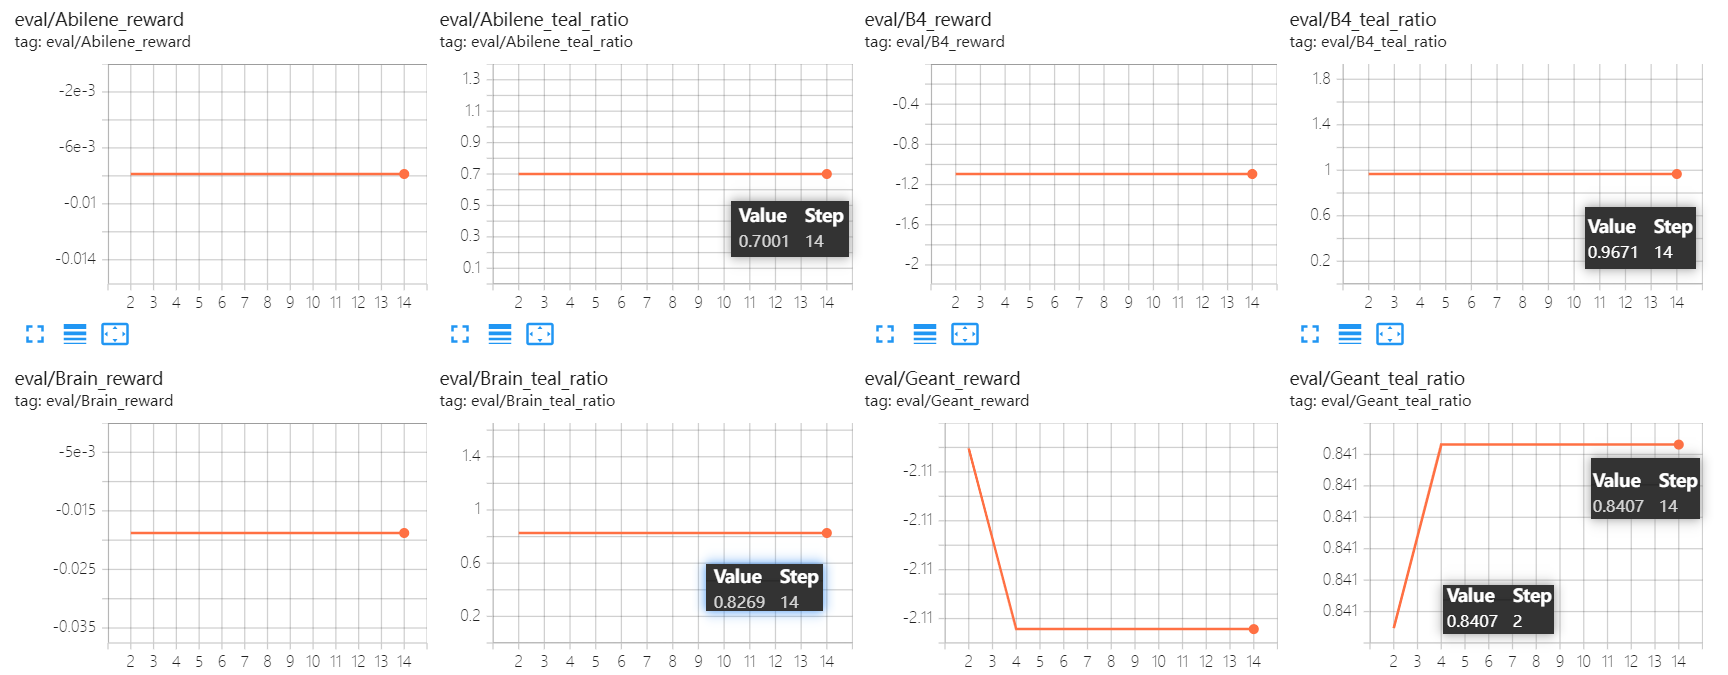 eval/Abilene_reward
tag: eval/Abilene_reward
-2e-3
-6e-3
-0.01
-0.014
2 3 4 5 6 7 8 9 10 11 12 13 14
eval/Abilene_teal_ratio
tag: eval/Abilene_teal_ratio
1.3
1.1
0.9
0.7
0.5
0.3
0.1
Value Step
0.7001 14
2 3 4 5 6 7 8 9 10 11 12 13 14
eval/B4_reward
tag: eval/B4_reward
-0.4
-0.8
-1.2
-1.6
-2
2 3 4 5 6 7 8 9 10 11 12 13 14
eval/B4_teal_ratio
tag: eval/B4_teal_ratio
1.8
1.4
1
0.6
0.2
Value Step
0.9671 14
2 3 4 5 6 7 8 9 10 11 12 13 14
eval/Brain_reward
tag: eval/Brain_reward
-5e-3
-0.015
-0.025
-0.035
2 3 4 5 6 7 8 9 10 11 12 13 14
eval/Brain_teal_ratio
tag: eval/Brain_teal_ratio
1.4
1
0.6
0.2
Value Step
0.8269 14
2 3 4 5 6 7 8 9 10 11 12 13 14
eval/Geant_reward
tag: eval/Geant_reward
-2.11
-2.11
-2.11
-2.11
2 3 4 5 6 7 8 9 10 11 12 13 14
eval/Geant_teal_ratio
tag: eval/Geant_teal_ratio
0.841
0.841
0.841
0.841
0.841
0.841
Value Step
0.8407 14
Value Step
0.8407 2
2 3 4 5 6 7 8 9 10 11 12 13 14